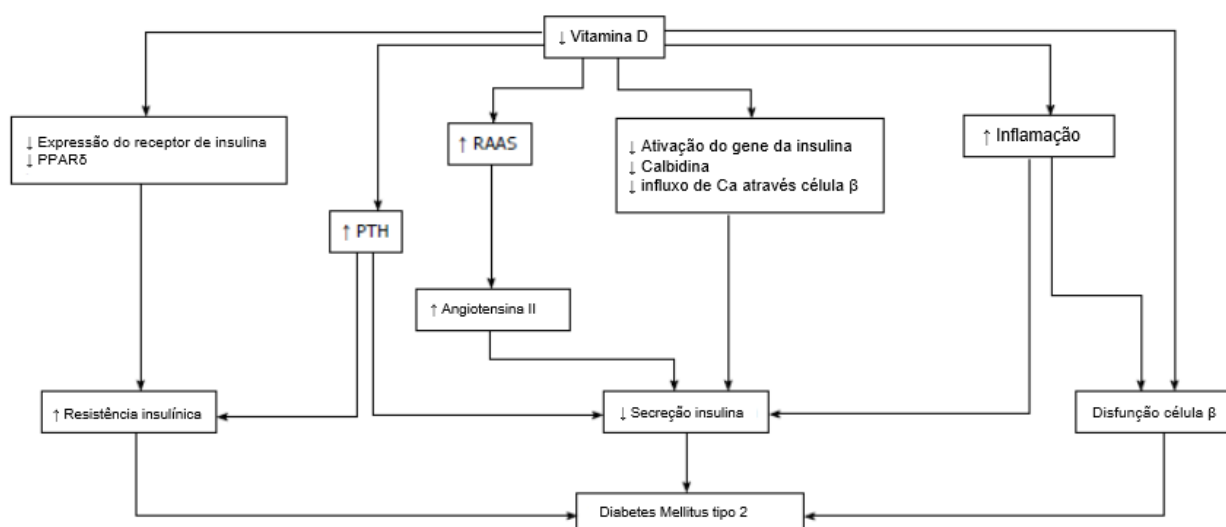 ↓ Vitamina D
↓ Expressão do receptor de insulina
↓ PPARδ
↑ RAAS
↓ Ativação do gene da insulina
↓ Calbidina
↓ influxo de Ca através célula β
↑ Inflamação
↑ PTH
↑ Angiotensina II
↑ Resistência insulínica
↓ Secreção insulina
Disfunção célula β
Diabetes Mellitus tipo 2